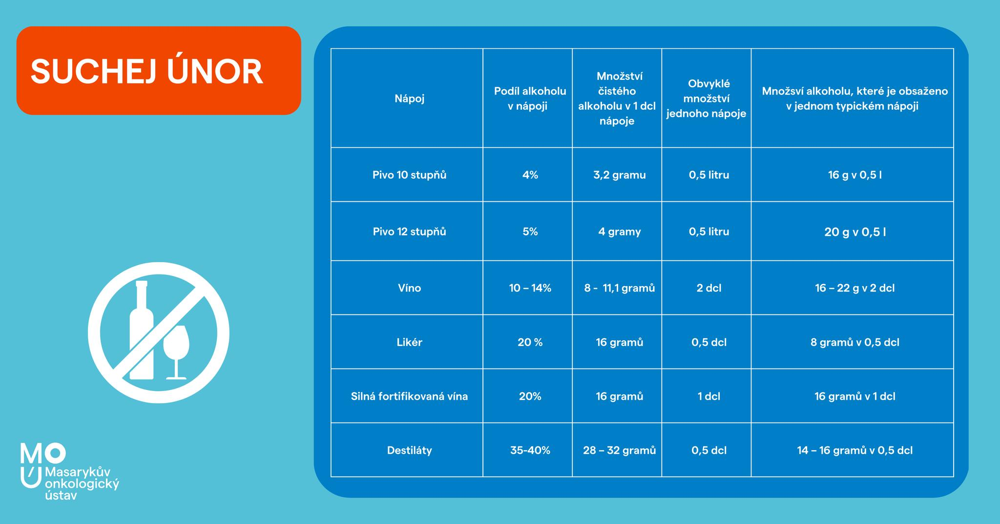 SUCHEJ ÚNOR
Nápoj
Podíl alkoholu
v nápoji
Množství
čistého
alkoholu v 1 dcl
nápoje
Obvyklé
množství
jednoho nápoje
Množsví alkoholu, které je obsaženo
v jednom typickém nápoji
Pivo 10 stupňů
4%
3,2 gramu
0,5 litru
16 g v 0,5 l
Pivo 12 stupňů
5%
4 gramy
0,5 litru
20 g v 0,5 l
Víno
10 – 14%
8 - 11,1 gramů
2 dcl
16 – 22 g v 2 dcl
Likér
20 %
16 gramů
0,5 dcl
8 gramů v 0,5 dcl
Silná fortifikovaná vína
20%
16 gramů
1 dcl
16 gramů v 1 dcl
Destiláty
35-40%
28 – 32 gramů
0,5 dcl
14 – 16 gramů v 0,5 dcl
MOÚ
Masarykův
onkologický
ústav